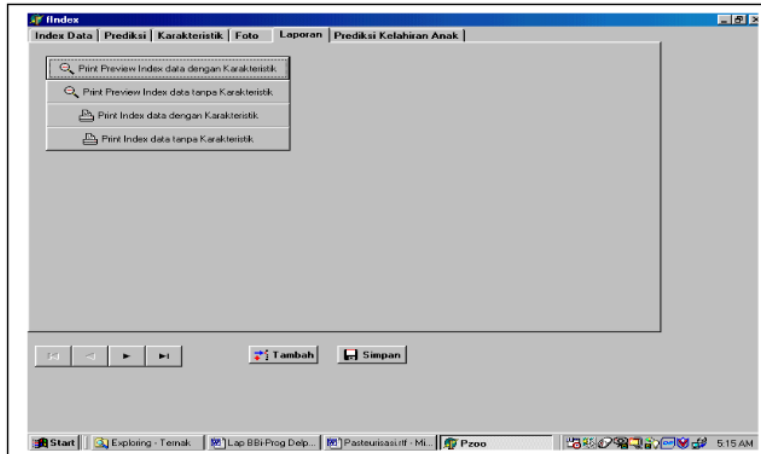 fIndex
Index Data Prediksi Karakteristik Foto Laporan Prediksi Kelahiran Anak
Print Preview Index data dengan Karakteristik
Print Preview Index data tanpa Karakteristik
Print Index data dengan Karakteristik
Print Index data tanpa Karakteristik
Tambah Simpan
Start Exploring - Ternak Lap BBi-Prog Delp... Pasteurisasi.rtf - Mi... Pzoo 5:15 AM